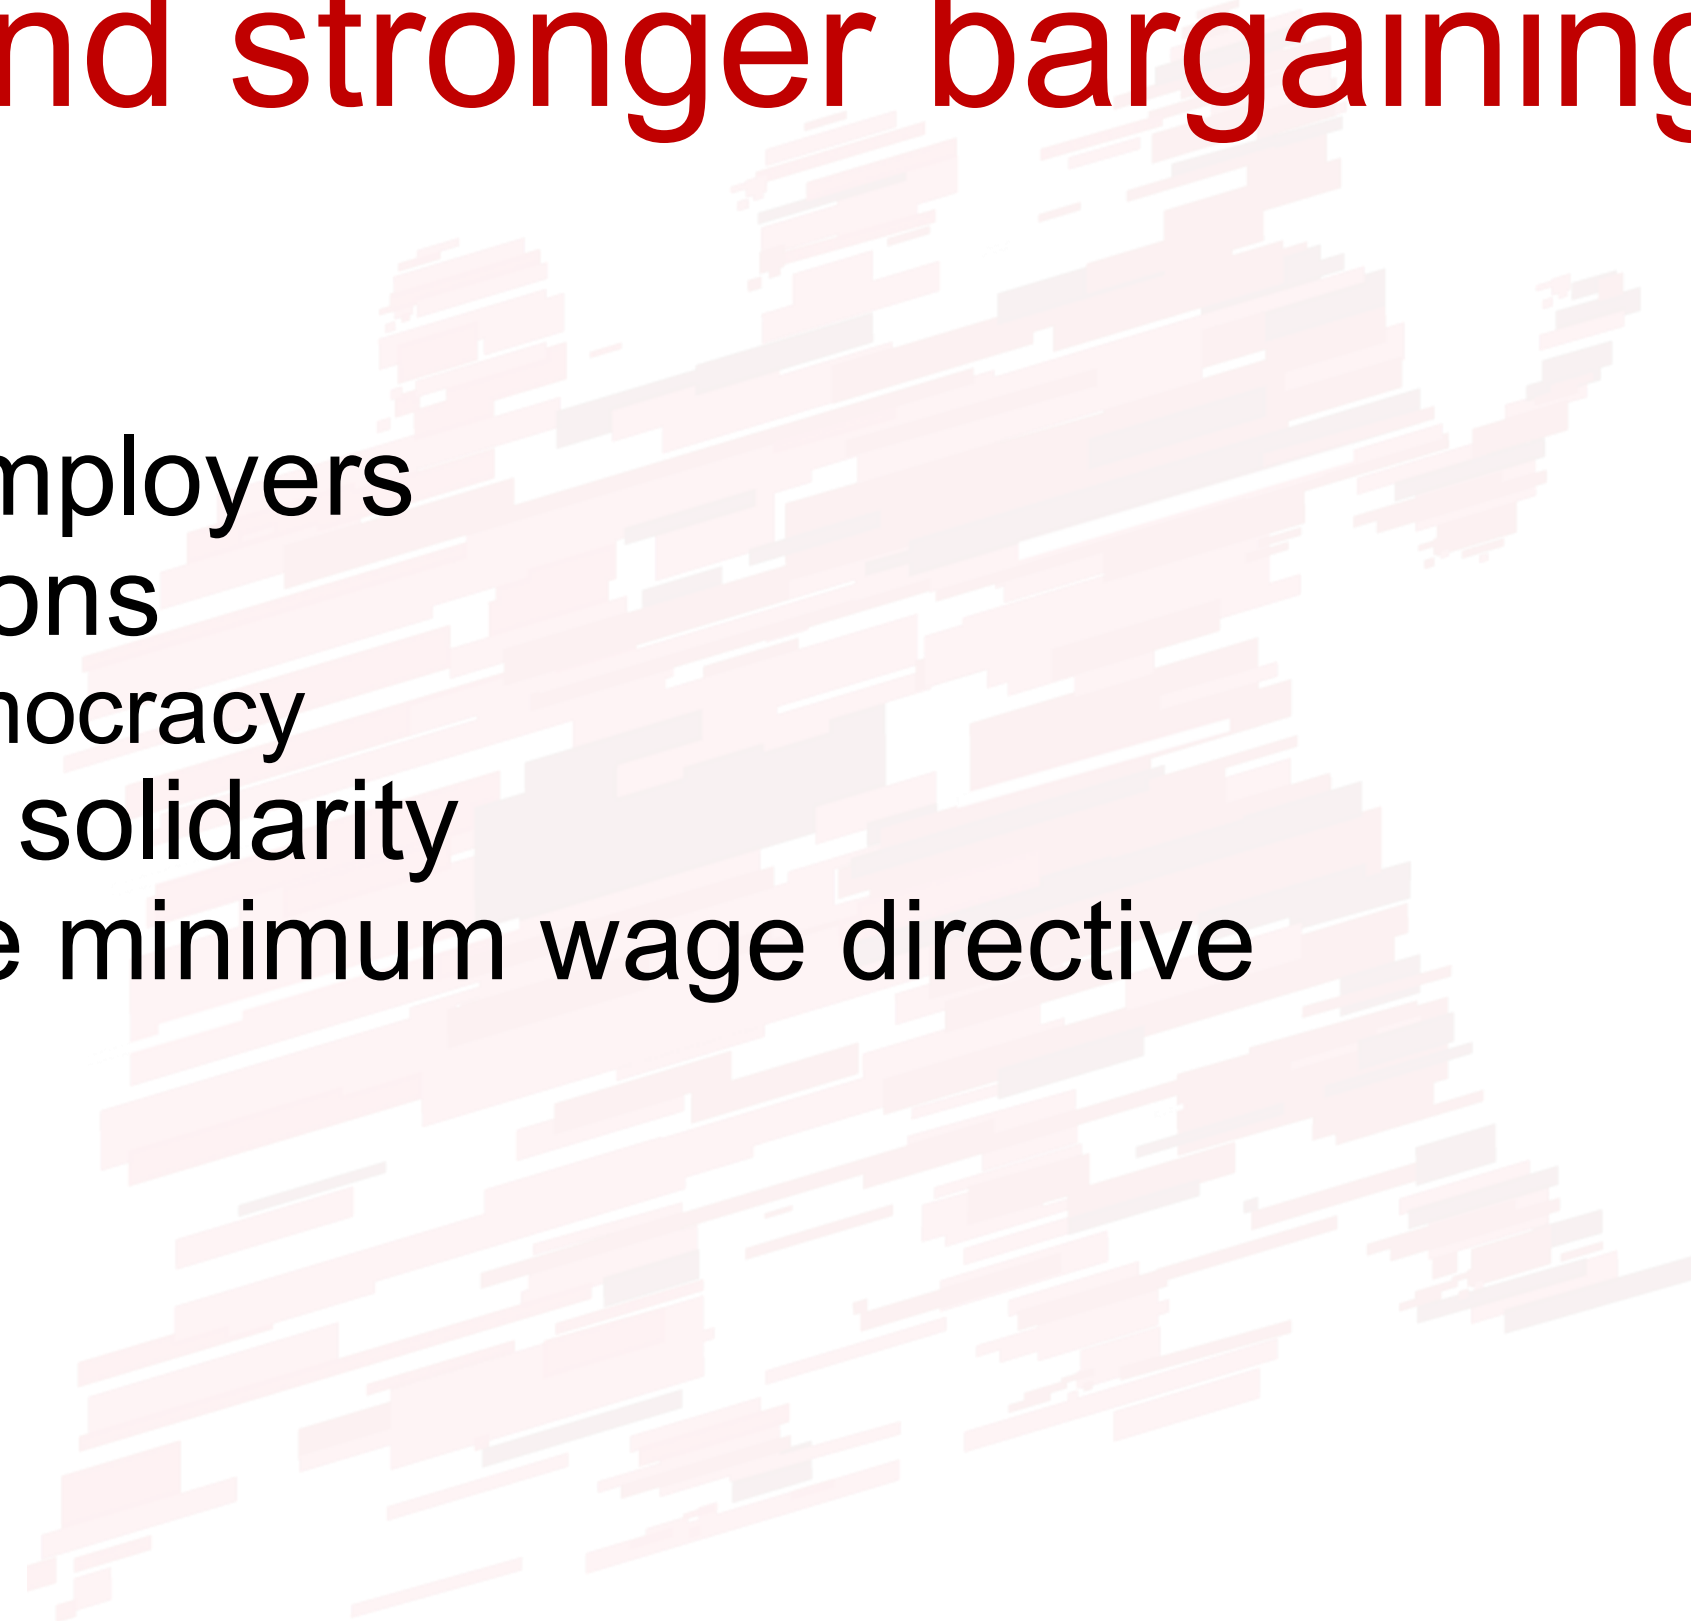 nd stronger bargaining
mployers
ons
nocracy
solidarity
e minimum wage directive